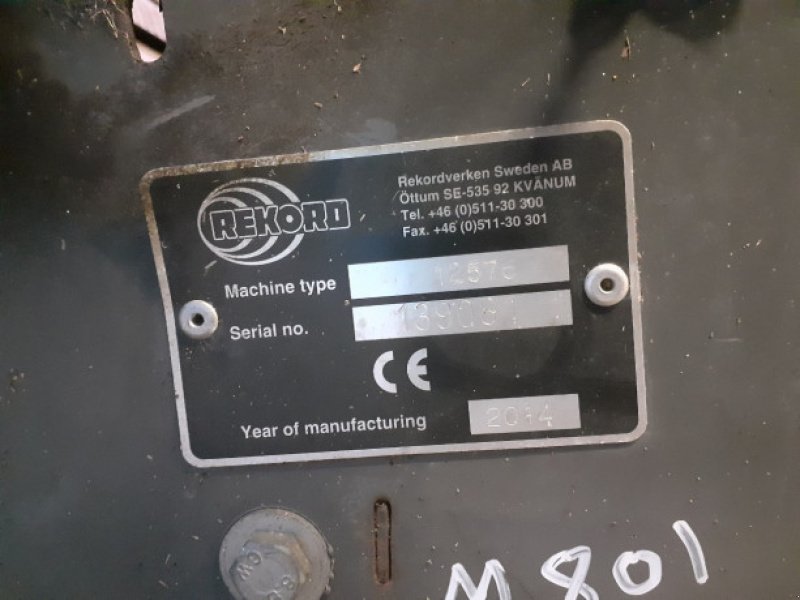 REKORD
Rekordverken Sweden AB
Öttum SE-535 92 KVÄNUM
Tel. +46 (0)511-30 300
Fax. +46 (0)511-30 301
Machine type
Serial no.
CE
Year of manufacturing 2014
M801